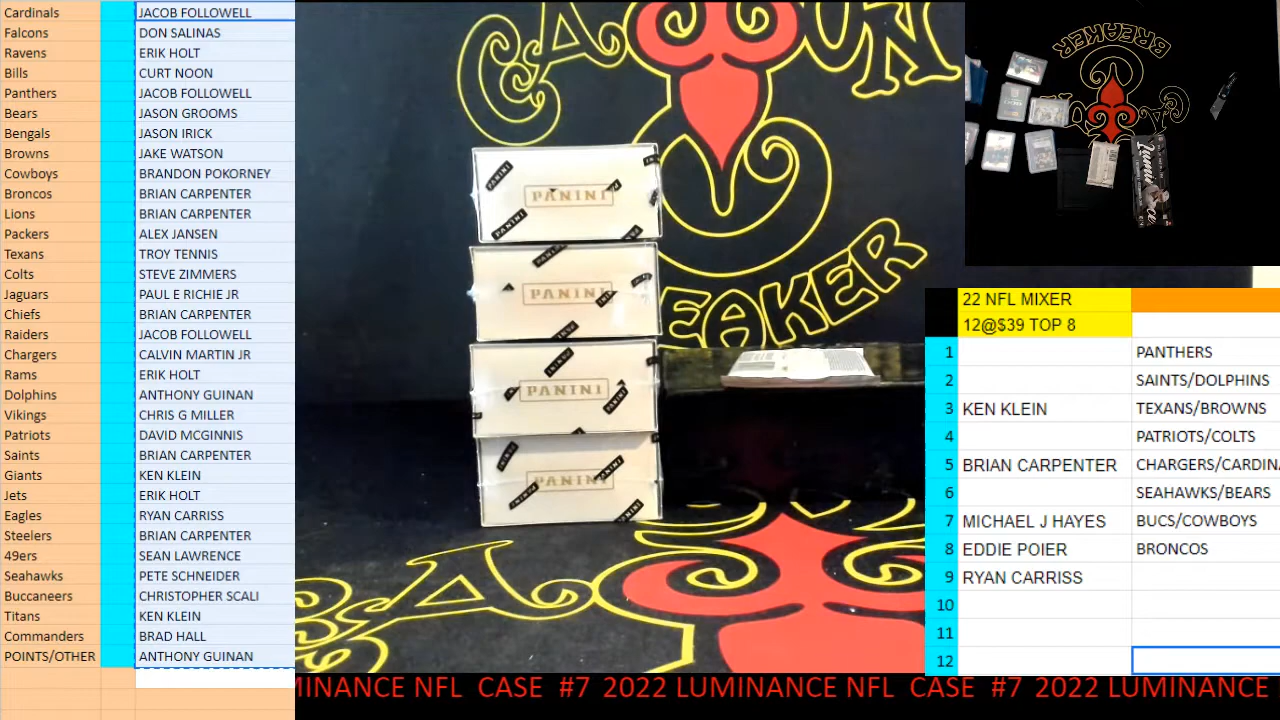 Cardinals JACOB FOLLOWELL
Falcons DON SALINAS
Ravens ERIK HOLT
Bills CURT NOON
Panthers JACOB FOLLOWELL
Bears JASON GROOMS
Bengals JASON IRICK
Browns JAKE WATSON
Cowboys BRANDON POKORNEY
Broncos BRIAN CARPENTER
Lions BRIAN CARPENTER
Packers ALEX JANSEN
Texans TROY TENNIS
Colts STEVE ZIMMERS
Jaguars PAUL E RICHIE JR
Chiefs BRIAN CARPENTER
Raiders JACOB FOLLOWELL
Chargers CALVIN MARTIN JR
Rams ERIK HOLT
Dolphins ANTHONY GUINAN
Vikings CHRIS G MILLER
Patriots DAVID MCGINNIS
Saints BRIAN CARPENTER
Giants KEN KLEIN
Jets ERIK HOLT
Eagles RYAN CARRISS
Steelers BRIAN CARPENTER
49ers SEAN LAWRENCE
Seahawks PETE SCHNEIDER
Buccaneers CHRISTOPHER SCALI
Titans KEN KLEIN
Commanders BRAD HALL
POINTS/OTHER ANTHONY GUINAN
PANINI
PANINI
PANINI
PANINI
PANINI
PANINI
PANINI
PANINI
EAKER
BREAKER
22 NFL MIXER
12@$39 TOP 8
1 PANTHERS
2 SAINTS/DOLPHINS
3 KEN KLEIN TEXANS/BROWNS
4 PATRIOTS/COLTS
5 BRIAN CARPENTER CHARGERS/CARDINA
6 SEAHAWKS/BEARS
7 MICHAEL J HAYES BUCS/COWBOYS
8 EDDIE POIER BRONCOS
9 RYAN CARRISS
10
11
12
MINANCE NFL CASE #7 2022 LUMINANCE NFL CASE #7 2022 LUMINANCE